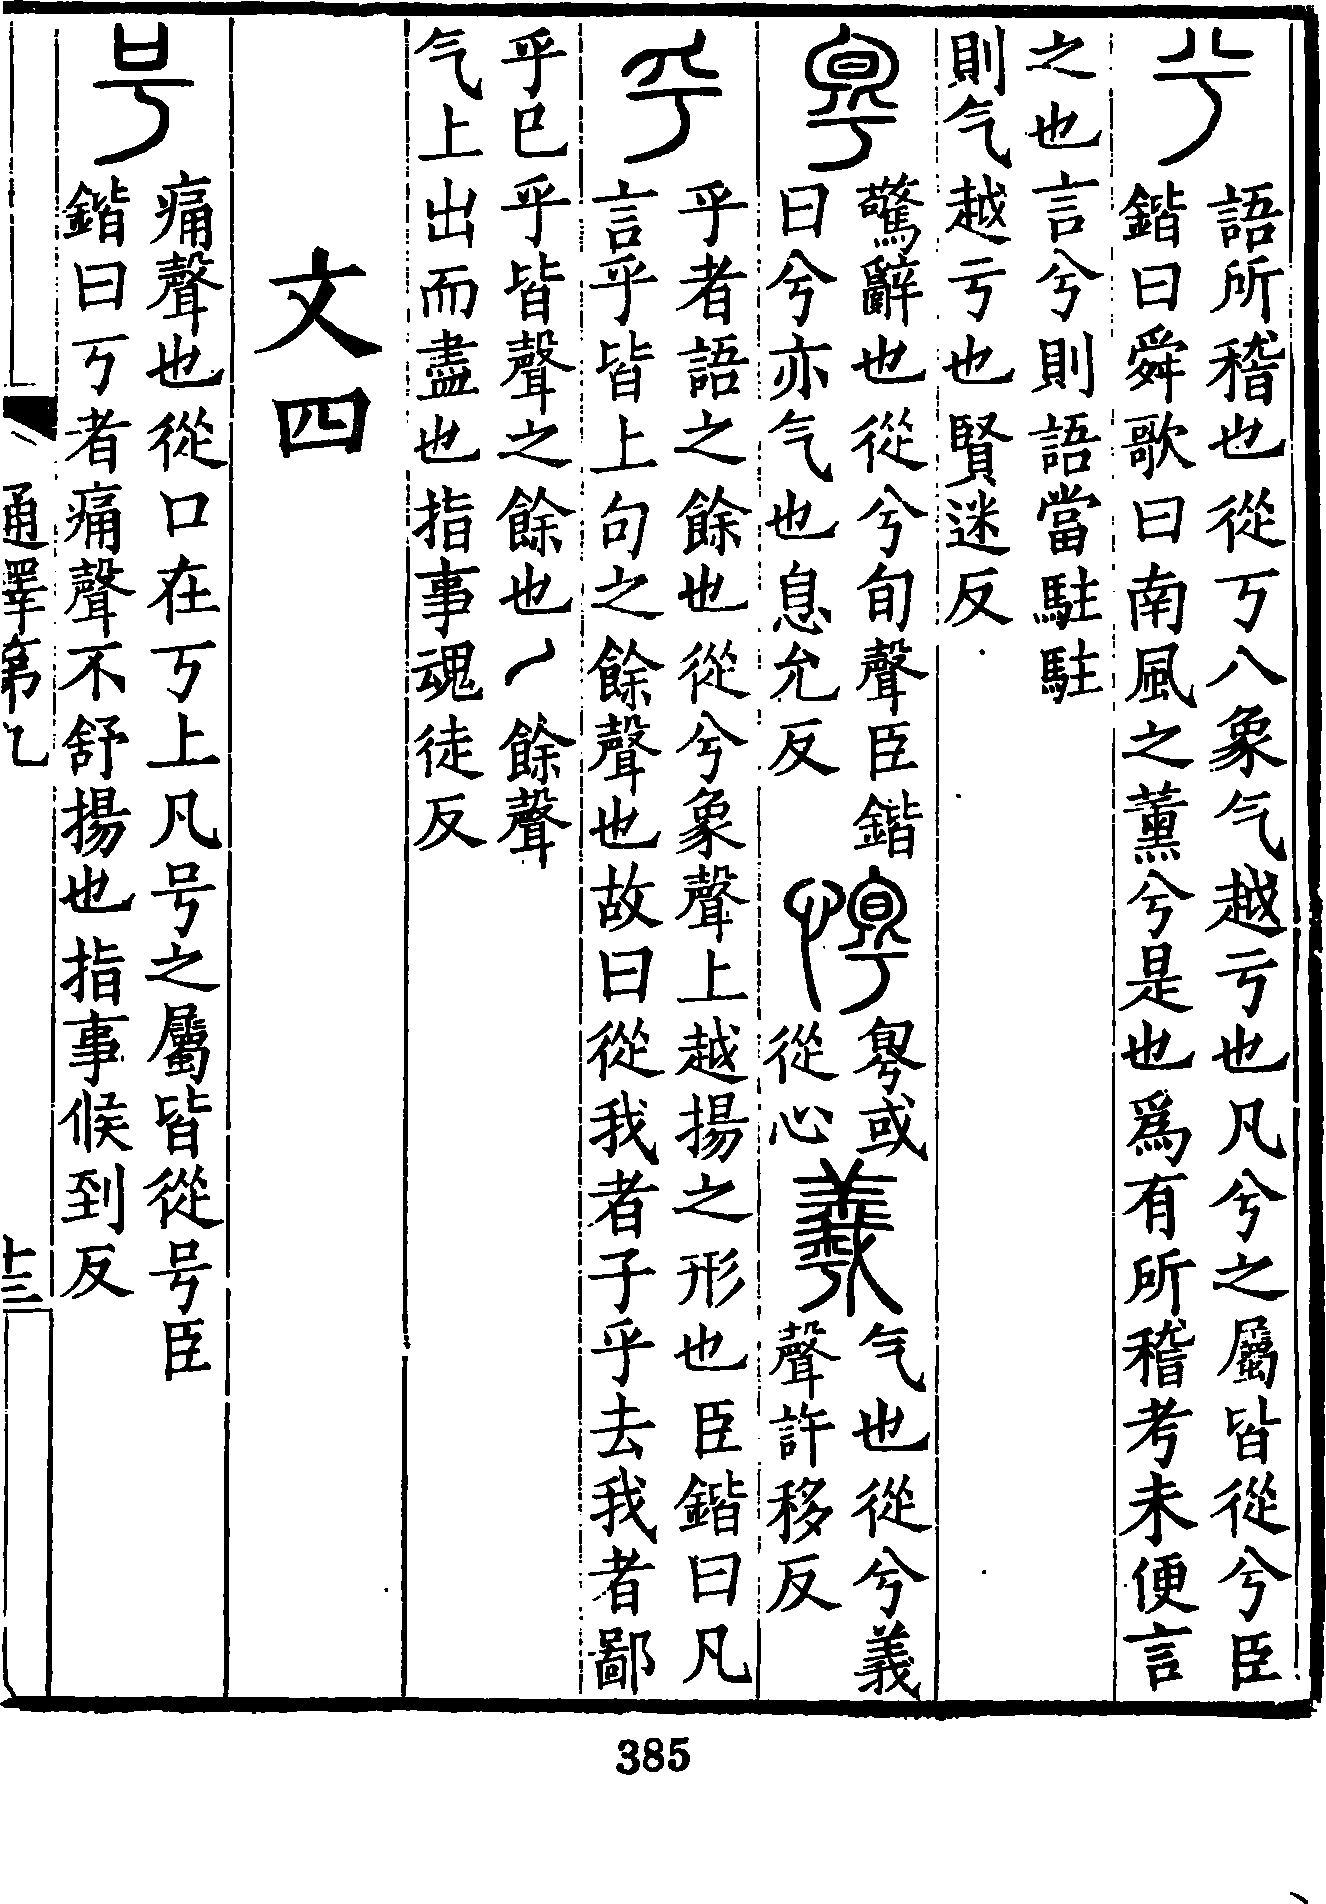 兮 語所稽也從丂八象气越亏也凡兮之屬皆從兮臣
鍇曰舜歌曰南風之薰兮是也爲有所稽考未便言
之也言兮則語當駐駐
則气越亏也賢迷反
粤 驚辭也從兮旬聲臣鍇
曰兮亦气也息允反
惸 粤或
從心
羲 气也從兮義
聲許移反
乎 乎者語之餘也從兮象聲上越揚之形也臣鍇曰凡
言乎皆上句之餘聲也故曰從我者子乎去我者鄙
乎巳乎皆聲之餘也丿餘聲
气上出而盡也指事魂徒反
文四
号 痛聲也從口在丂上凡号之屬皆從号臣
鍇曰丂者痛聲不舒揚也指事候到反
通釋第九
十三
385